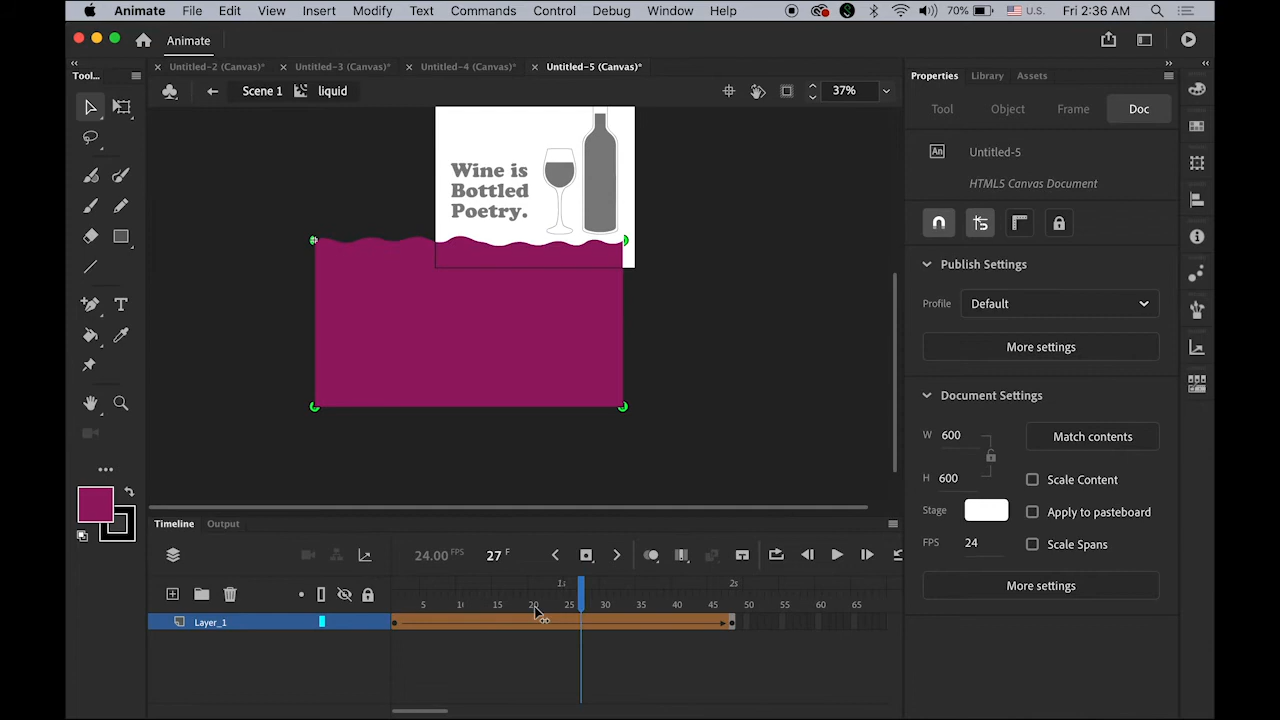 Animate File Edit View Insert Modify Text Commands Control Debug Window Help 70% U.S. Fri 2:36 AM
Animate
Untitled-2 (Canvas)* Untitled-3 (Canvas)* Untitled-4 (Canvas)* Untitled-5 (Canvas)*
Tool...
Scene 1 liquid 37%
Properties Library Assets
Tool Object Frame Doc
An Untitled-5
HTML5 Canvas Document
Publish Settings
Profile Default
More settings
Document Settings
W 600 Match contents
H 600 Scale Content
Stage Apply to pasteboard
FPS 24 Scale Spans
More settings
Wine is
Bottled
Poetry.
T
Timeline Output
24.00 FPS 27 F
1s 2s
5 10 15 20 25 30 35 40 45 50 55 60 65
Layer_1